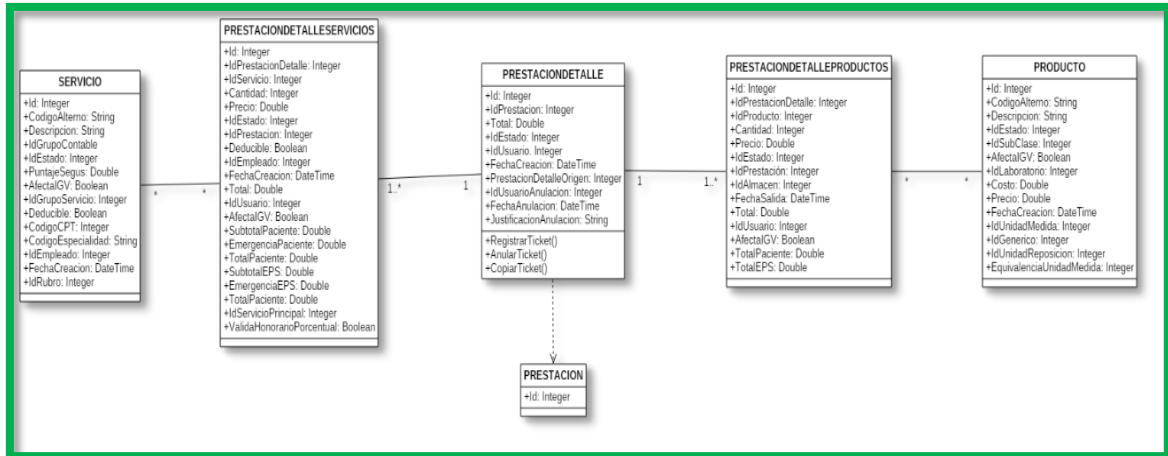 SERVICIO
+Id: Integer
+CodigoAlterno: String
+Descripcion: String
+IdGrupoContable
+IdEstado: Integer
+PuntajeSegus: Double
+AfectaIGV: Boolean
+IdGrupoServicio: Integer
+Deducible: Boolean
+CodigoCPT: Integer
+CodigoEspecialidad: String
+IdEmpleado: Integer
+FechaCreacion: DateTime
+IdRubro: Integer
*
*
PRESTACIONDETALLESERVICIOS
+Id: Integer
+IdPrestacionDetalle: Integer
+IdServicio: Integer
+Cantidad: Integer
+Precio: Double
+IdEstado: Integer
+IdPrestacion: Integer
+Deducible: Boolean
+IdEmpleado: Integer
+FechaCreacion: DateTime
+Total: Double
+IdUsuario: Integer
+AfectaIGV: Boolean
+SubtotalPaciente: Double
+EmergenciaPaciente: Double
+TotalPaciente: Double
+SubtotalEPS: Double
+EmergenciaEPS: Double
+TotalPaciente: Double
+IdServicioPrincipal: Integer
+ValidaHonorarioPorcentual: Boolean
1..*
1
PRESTACIONDETALLE
+Id: Integer
+IdPrestacion: Integer
+Total: Double
+IdEstado: Integer
+IdUsuario. Integer
+FechaCreacion: DateTime
+PrestacionDetalleOrigen: Integer
+IdUsuarioAnulacion: Integer
+FechaAnulacion: DateTime
+JustificacionAnulacion: String
+RegistrarTicket()
+AnularTicket()
+CopiarTicket()
1
1..*
PRESTACIONDETALLEPRODUCTOS
+Id: Integer
+IdPrestacionDetalle: Integer
+IdProducto: Integer
+Cantidad: Integer
+Precio: Double
+IdEstado: Integer
+IdPrestación: Integer
+IdAlmacen: Integer
+FechaSalida: DateTime
+Total: Double
+IdUsuario: Integer
+AfectaIGV: Boolean
+TotalPaciente: Double
+TotalEPS: Double
*
*
PRODUCTO
+Id: Integer
+CodigoAlterno: String
+Descripcion: String
+IdEstado: Integer
+IdSubClase: Integer
+AfectaIGV: Boolean
+IdLaboratorio: Integer
+Costo: Double
+Precio: Double
+FechaCreacion: DateTime
+IdUnidadMedida: Integer
+IdGenerico: Integer
+IdUnidadReposicion: Integer
+EquivalenciaUnidadMedida: Integer
PRESTACION
+Id: Integer